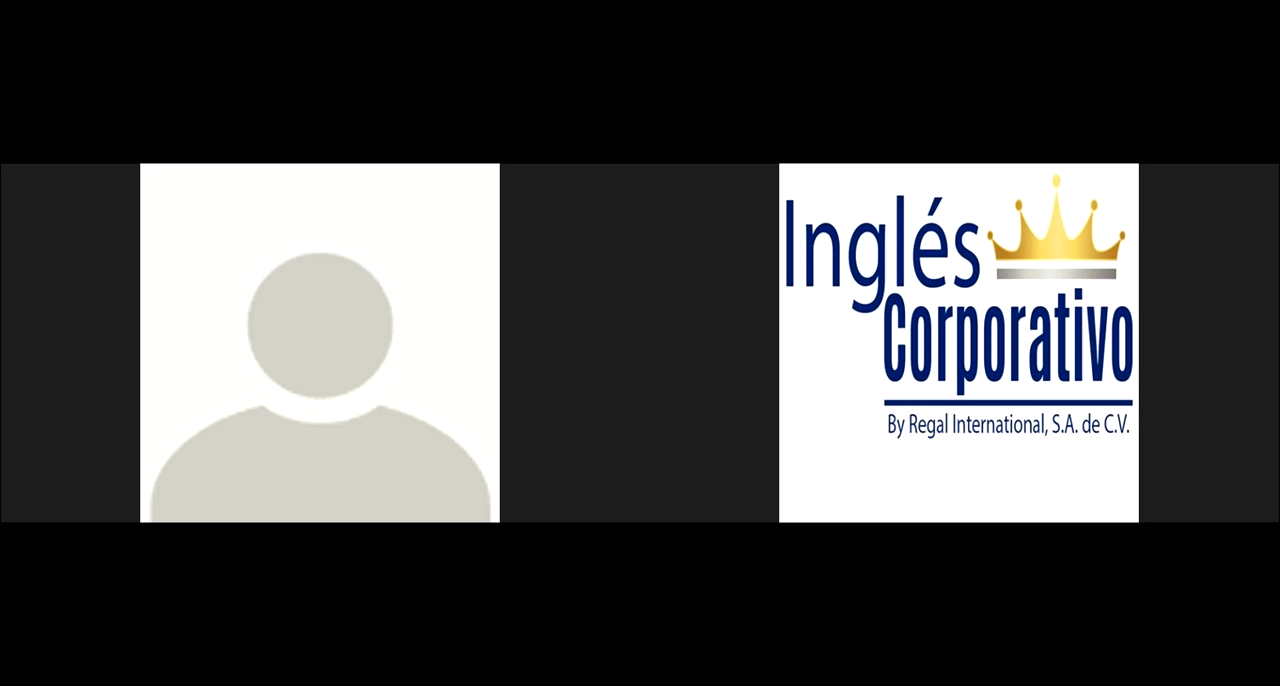 Inglés
Corporativo
By Regal International, S.A. de C.V.